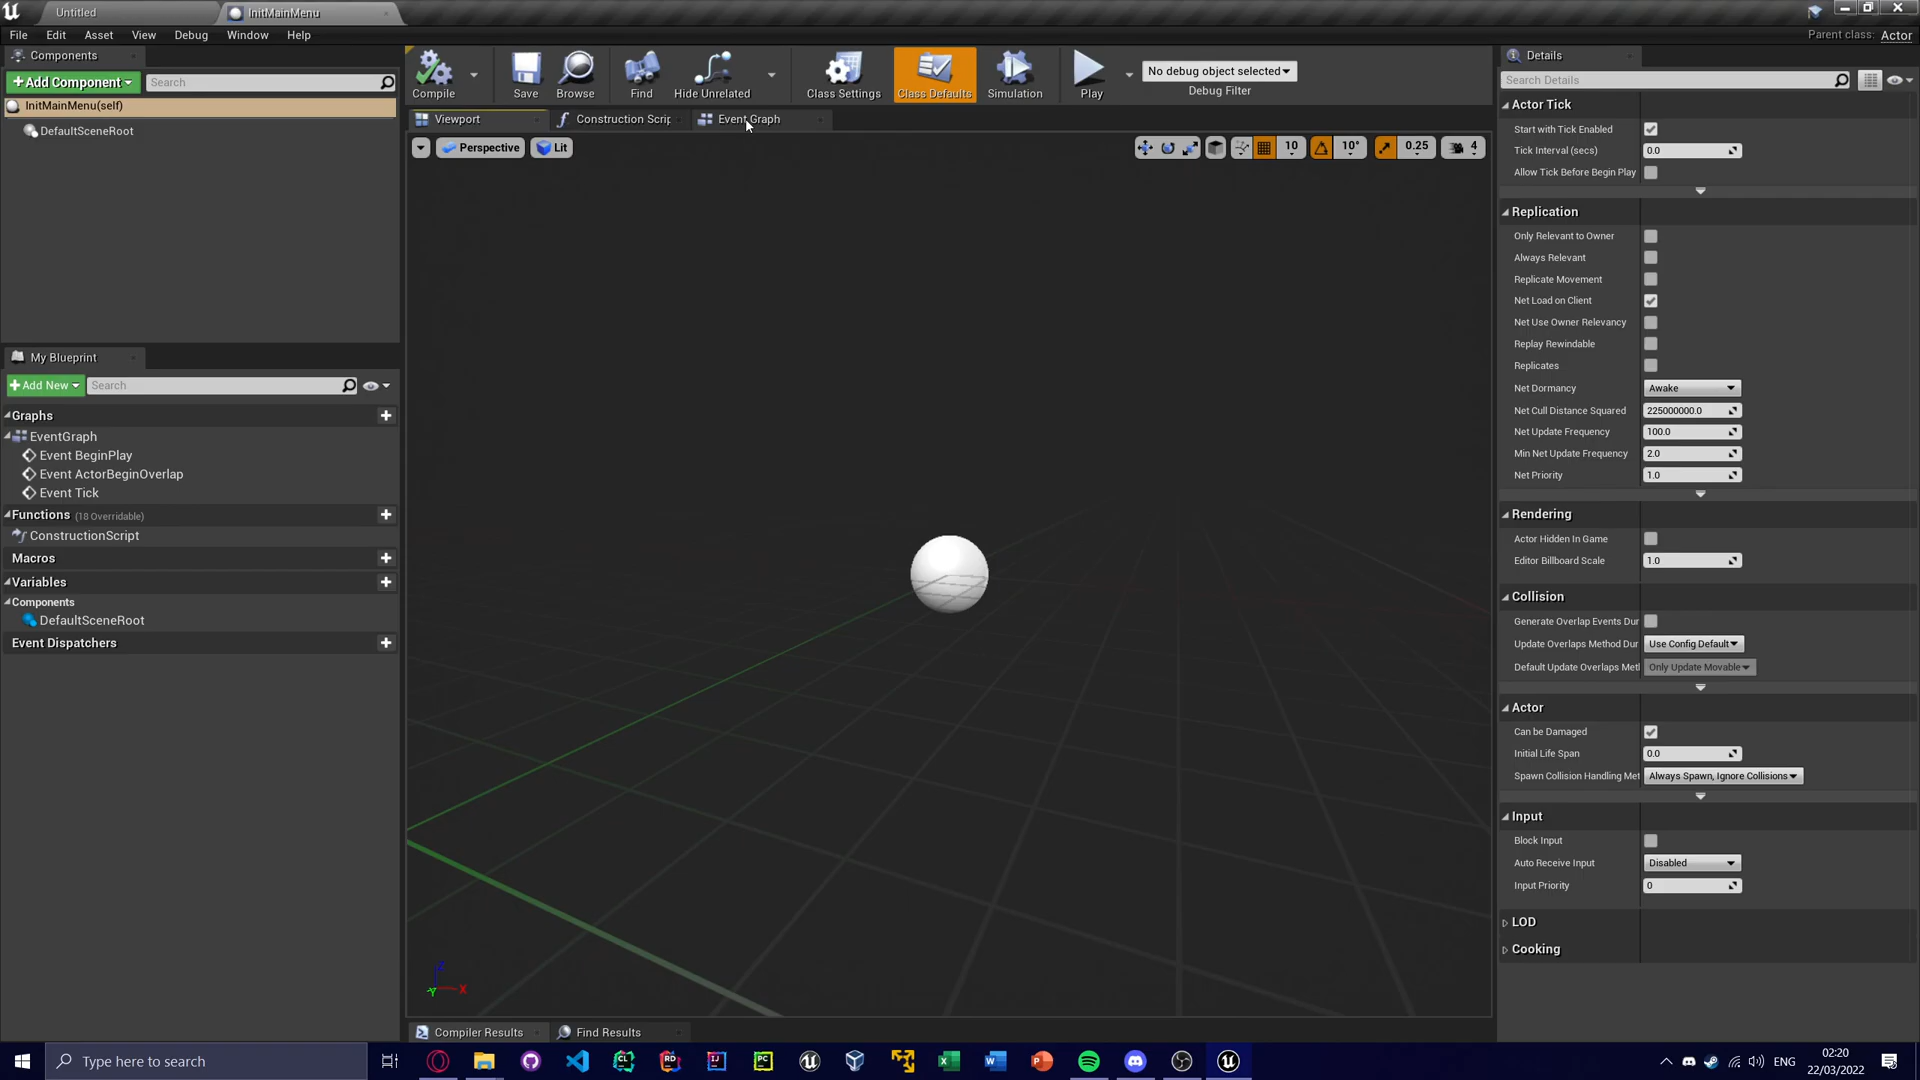 Untitled
InitMainMenu
File Edit Asset View Debug Window Help
Parent class: Actor
Components
Add Component
Search
InitMainMenu(self)
DefaultSceneRoot
My Blueprint
Add New
Search
Graphs
EventGraph
Event BeginPlay
Event ActorBeginOverlap
Event Tick
Functions (18 Overridable)
ConstructionScript
Macros
Variables
Components
DefaultSceneRoot
Event Dispatchers
Compile
Save
Browse
Find
Hide Unrelated
Class Settings
Class Defaults
Simulation
Play
No debug object selected
Debug Filter
Viewport
Construction Scrip
Event Graph
Perspective
Lit
10
10°
0.25
4
Z
X
Y
Compiler Results
Find Results
Details
Search Details
Actor Tick
Start with Tick Enabled
Tick Interval (secs) 0.0
Allow Tick Before Begin Play
Replication
Only Relevant to Owner
Always Relevant
Replicate Movement
Net Load on Client
Net Use Owner Relevancy
Replay Rewindable
Replicates
Net Dormancy Awake
Net Cull Distance Squared 225000000.0
Net Update Frequency 100.0
Min Net Update Frequency 2.0
Net Priority 1.0
Rendering
Actor Hidden In Game
Editor Billboard Scale 1.0
Collision
Generate Overlap Events Dur
Update Overlaps Method Dur Use Config Default
Default Update Overlaps Met Only Update Movable
Actor
Can be Damaged
Initial Life Span 0.0
Spawn Collision Handling Met Always Spawn, Ignore Collisions
Input
Block Input
Auto Receive Input Disabled
Input Priority 0
LOD
Cooking
Type here to search
CL
RD
IJ
PC
ENG
02:20
22/03/2022